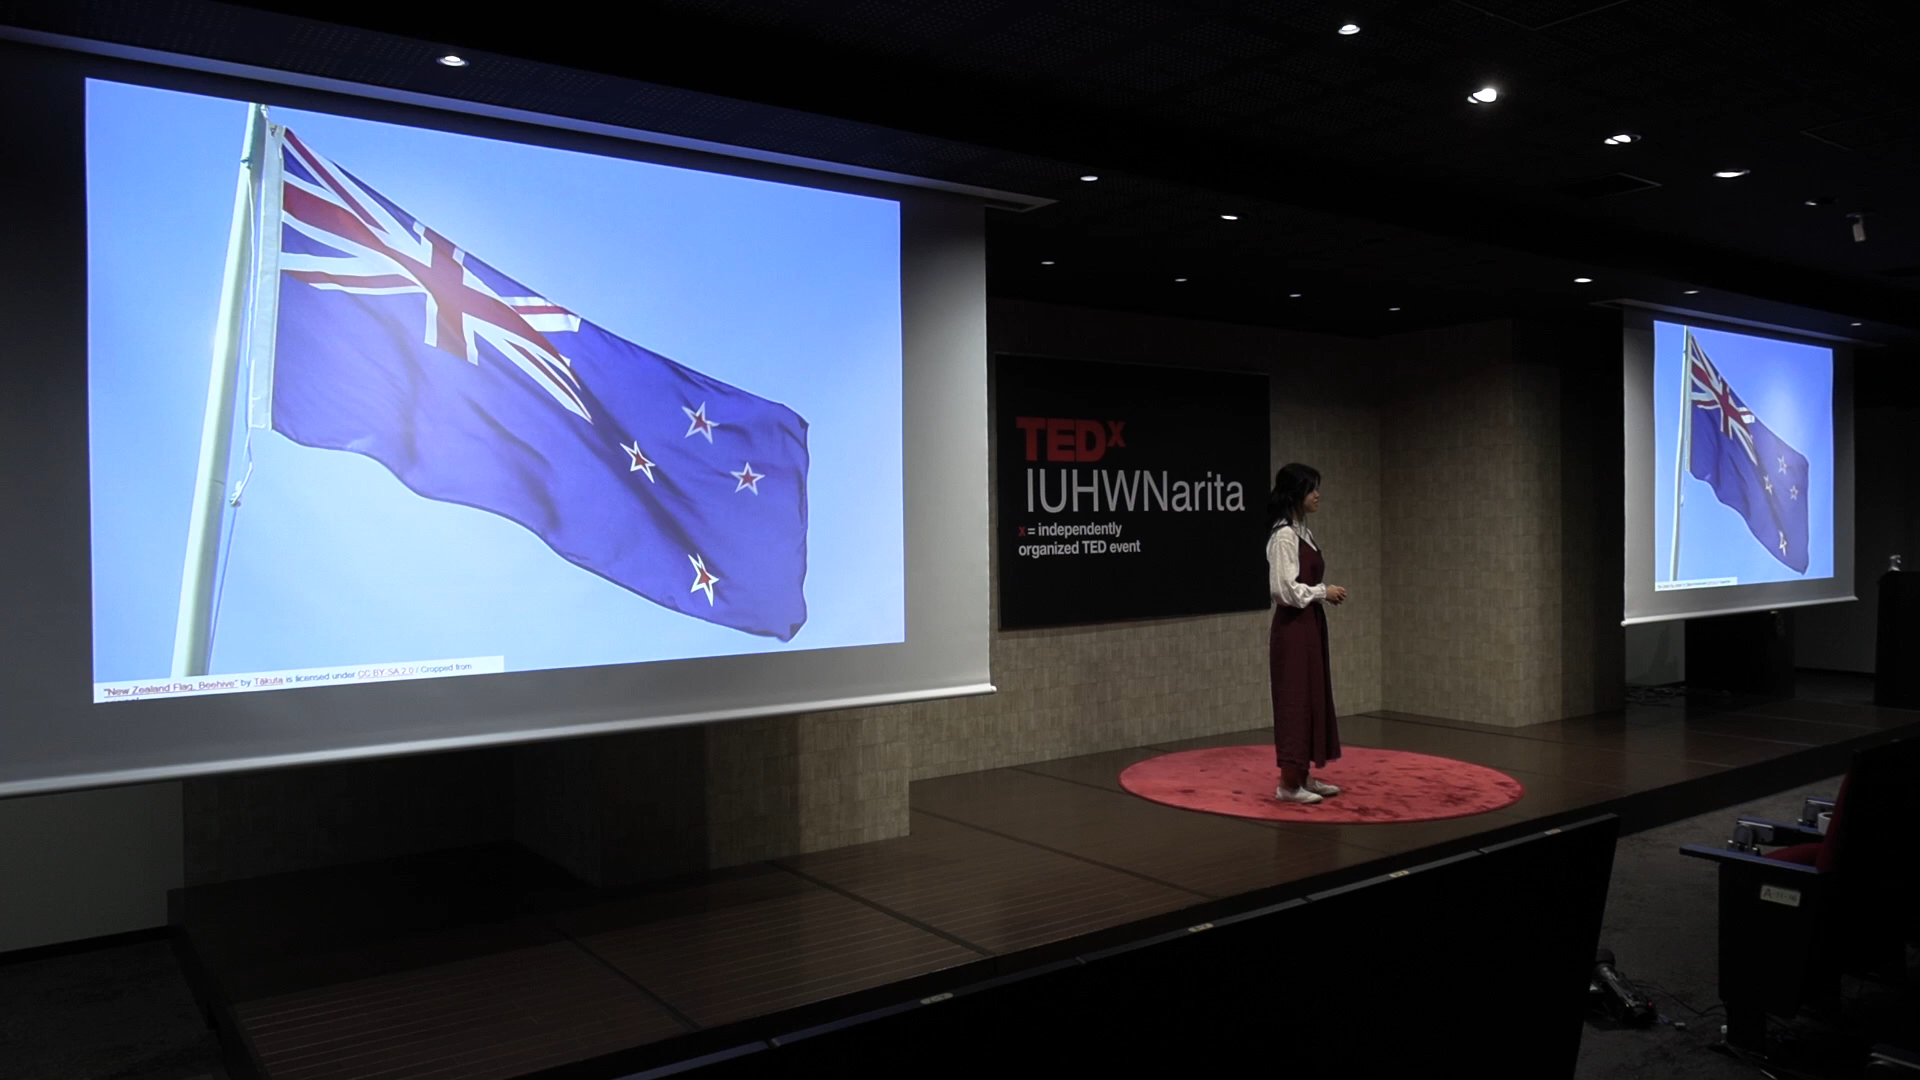 "New Zealand Flag, Beehive" by Tākuta is licensed under CC BY-SA 2.0 / Cropped from
TEDx
IUHWNarita
x = independently
organized TED event